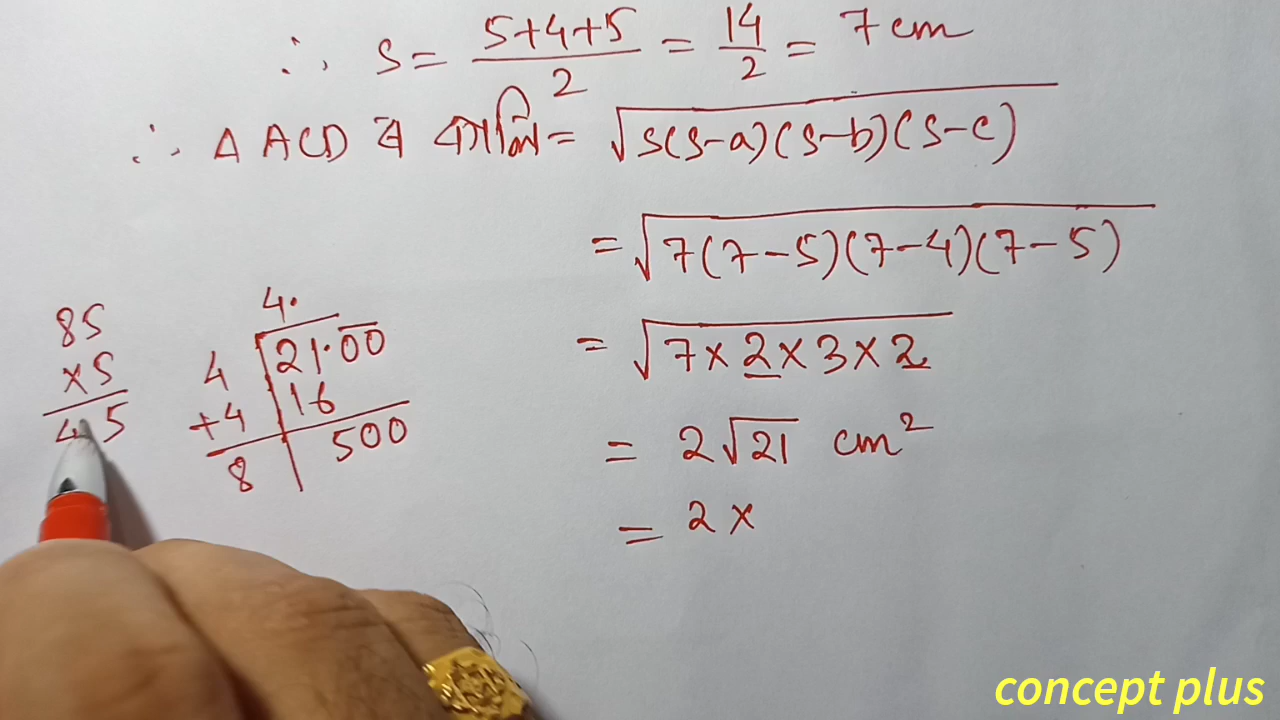 ∴ S = (5+4+5)/2 = 14/2 = 7 cm
∴ Δ ACD এর কালি = √(s(s-a)(s-b)(s-c))
= √(7(7-5)(7-4)(7-5))
= √(7×2×3×2)
= 2√21 cm²
= 2×
4.
4 21.00
+4 16
8 500
85
×5
45
concept plus